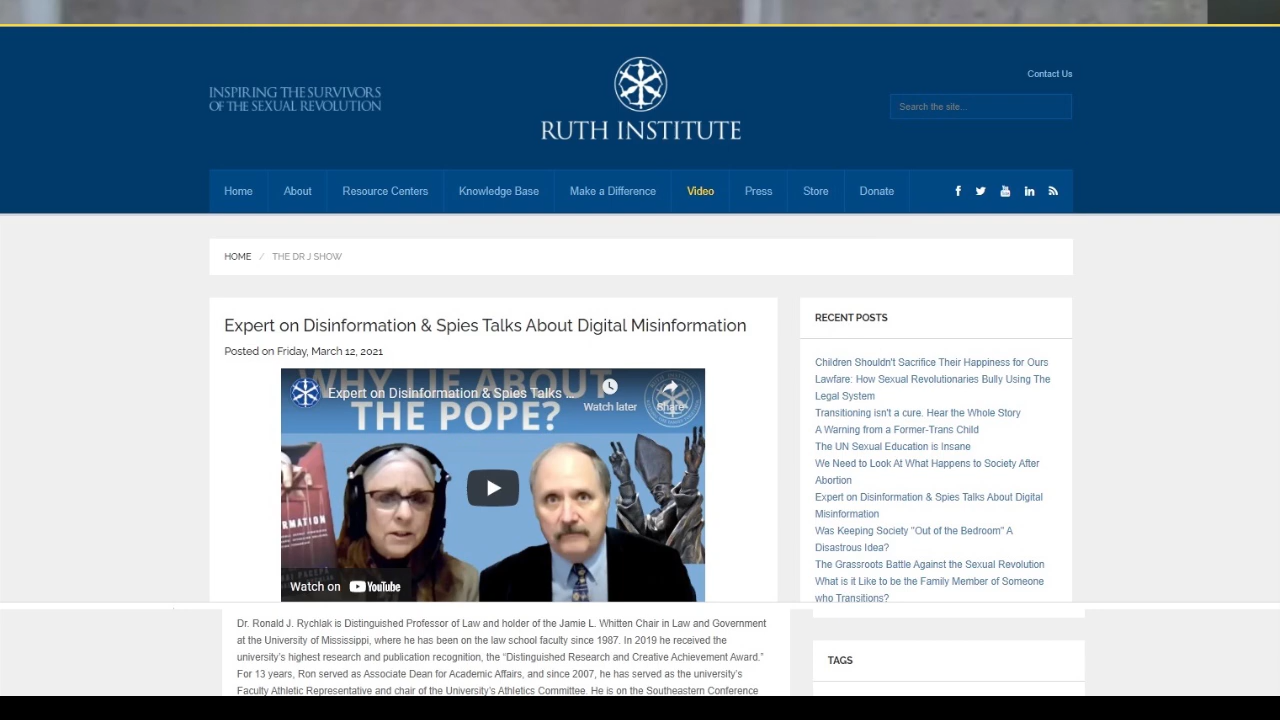 INSPIRING THE SURVIVORS
OF THE SEXUAL REVOLUTION
RUTH INSTITUTE
Contact Us
Search the site...
Home
About
Resource Centers
Knowledge Base
Make a Difference
Video
Press
Store
Donate
HOME / THE DR J SHOW
Expert on Disinformation & Spies Talks About Digital Misinformation
Posted on Friday, March 12, 2021
WHY LIE ABOUT
Expert on Disinformation & Spies Talks ...
Watch later
Share
THE POPE?
Watch on YouTube
Dr. Ronald J. Rychlak is Distinguished Professor of Law and holder of the Jamie L. Whitten Chair in Law and Government
at the University of Mississippi, where he has been on the law school faculty since 1987. In 2019 he received the
university's highest research and publication recognition, the “Distinguished Research and Creative Achievement Award.”
For 13 years, Ron served as Associate Dean for Academic Affairs, and since 2007, he has served as the university's
Faculty Athletic Representative and chair of the University's Athletics Committee. He is on the Southeastern Conference
RECENT POSTS
Children Shouldn't Sacrifice Their Happiness for Ours
Lawfare: How Sexual Revolutionaries Bully Using The
Legal System
Transitioning isn't a cure. Hear the Whole Story
A Warning from a Former-Trans Child
The UN Sexual Education is Insane
We Need to Look At What Happens to Society After
Abortion
Expert on Disinformation & Spies Talks About Digital
Misinformation
Was Keeping Society "Out of the Bedroom" A
Disastrous Idea?
The Grassroots Battle Against the Sexual Revolution
What is it Like to be the Family Member of Someone
who Transitions?
TAGS